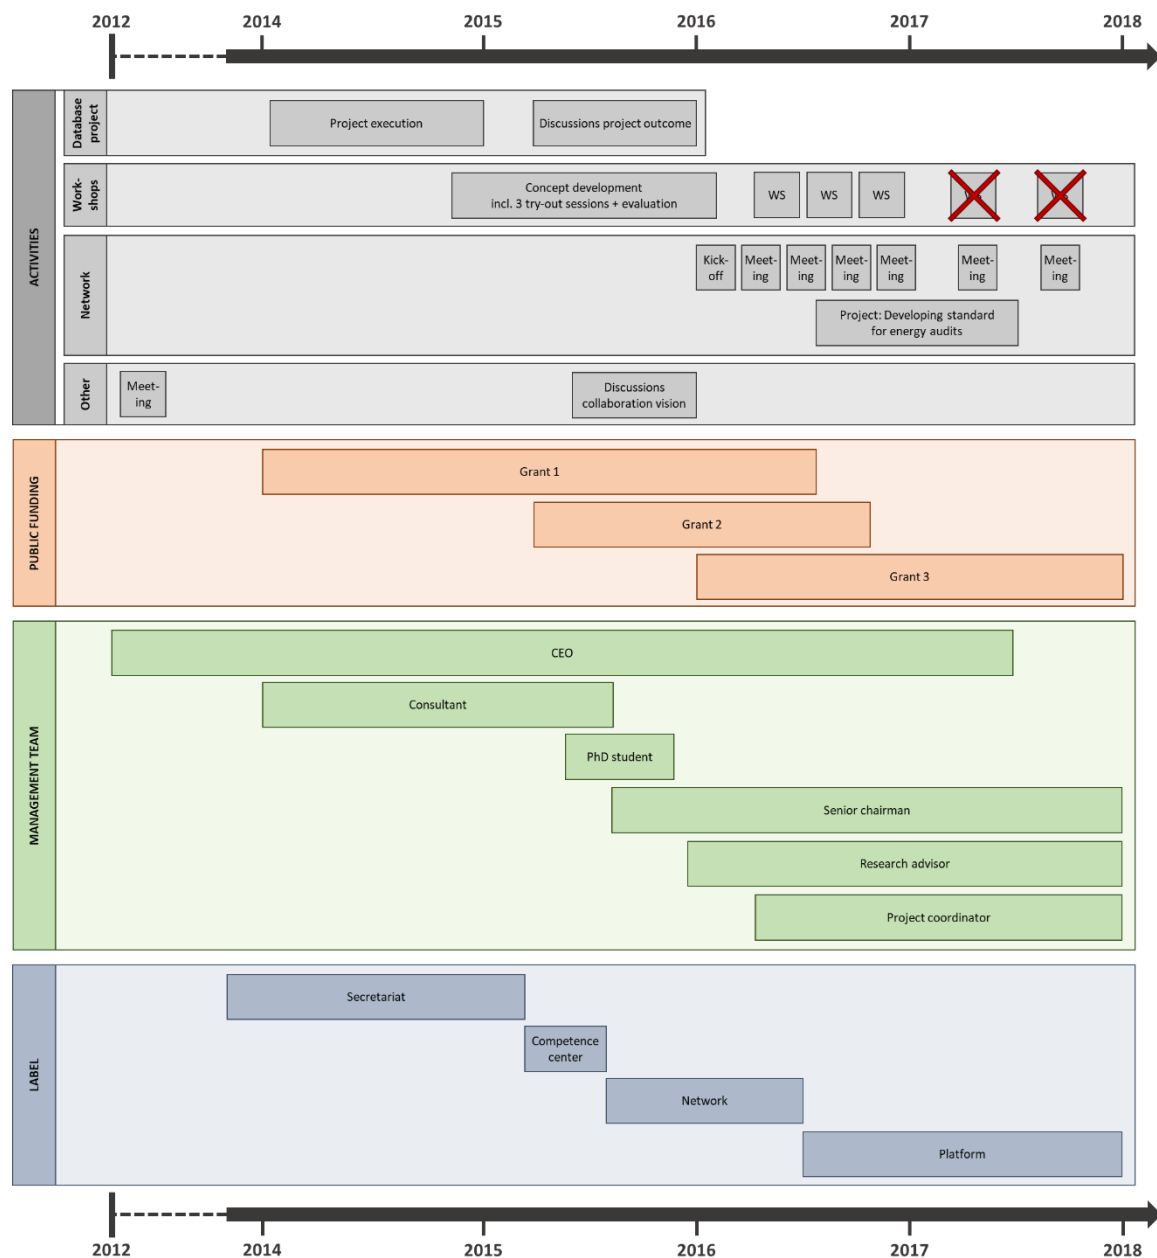 2012 2014 2015 2016 2017 2018
ACTIVITIES
Database
project
Project execution
Discussions project outcome
Work-
shops
Concept development
incl. 3 try-out sessions + evaluation
WS
WS
WS
Network
Kick-
off
Meet-
ing
Meet-
ing
Meet-
ing
Meet-
ing
Meet-
ing
Meet-
ing
Project: Developing standard
for energy audits
Other
Meet-
ing
Discussions
collaboration vision
PUBLIC FUNDING
Grant 1
Grant 2
Grant 3
MANAGEMENT TEAM
CEO
Consultant
PhD student
Senior chairman
Research advisor
Project coordinator
LABEL
Secretariat
Competence
center
Network
Platform
2012 2014 2015 2016 2017 2018